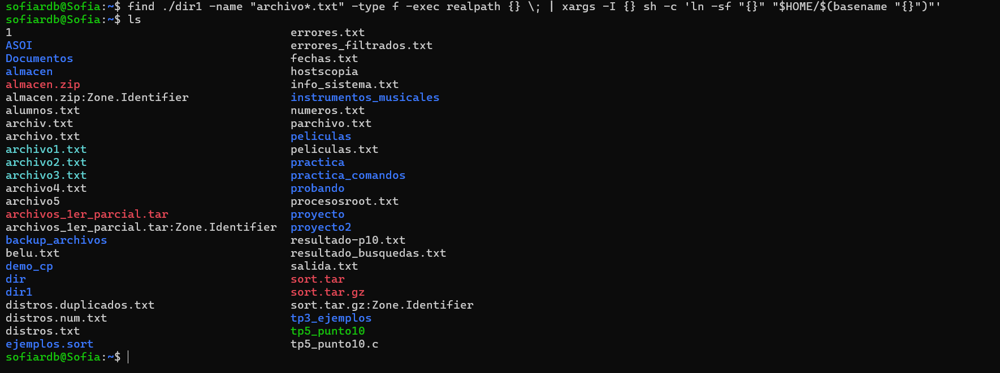 sofiardb@Sofia:~$ find ./dir1 -name "archivo*.txt" -type f -exec realpath {} \; | xargs -I {} sh -c 'ln -sf "{}" "$HOME/$(basename "{}")"'
sofiardb@Sofia:~$ ls
1 errores.txt
ASOI errores_filtrados.txt
Documentos fechas.txt
almacen hostscopia
almacen.zip info_sistema.txt
almacen.zip:Zone.Identifier instrumentos_musicales
alumnos.txt numeros.txt
archiv.txt parchivo.txt
archivo.txt peliculas
archivo1.txt peliculas.txt
archivo2.txt practica
archivo3.txt practica_comandos
archivo4.txt probando
archivo5 procesosroot.txt
archivos_1er_parcial.tar proyecto
archivos_1er_parcial.tar:Zone.Identifier proyecto2
backup_archivos resultado-p10.txt
belu.txt resultado_busquedas.txt
demo_cp salida.txt
dir sort.tar
dir1 sort.tar.gz
distros.duplicados.txt sort.tar.gz:Zone.Identifier
distros.num.txt tp3_ejemplos
distros.txt tp5_punto10
ejemplos.sort tp5_punto10.c
sofiardb@Sofia:~$